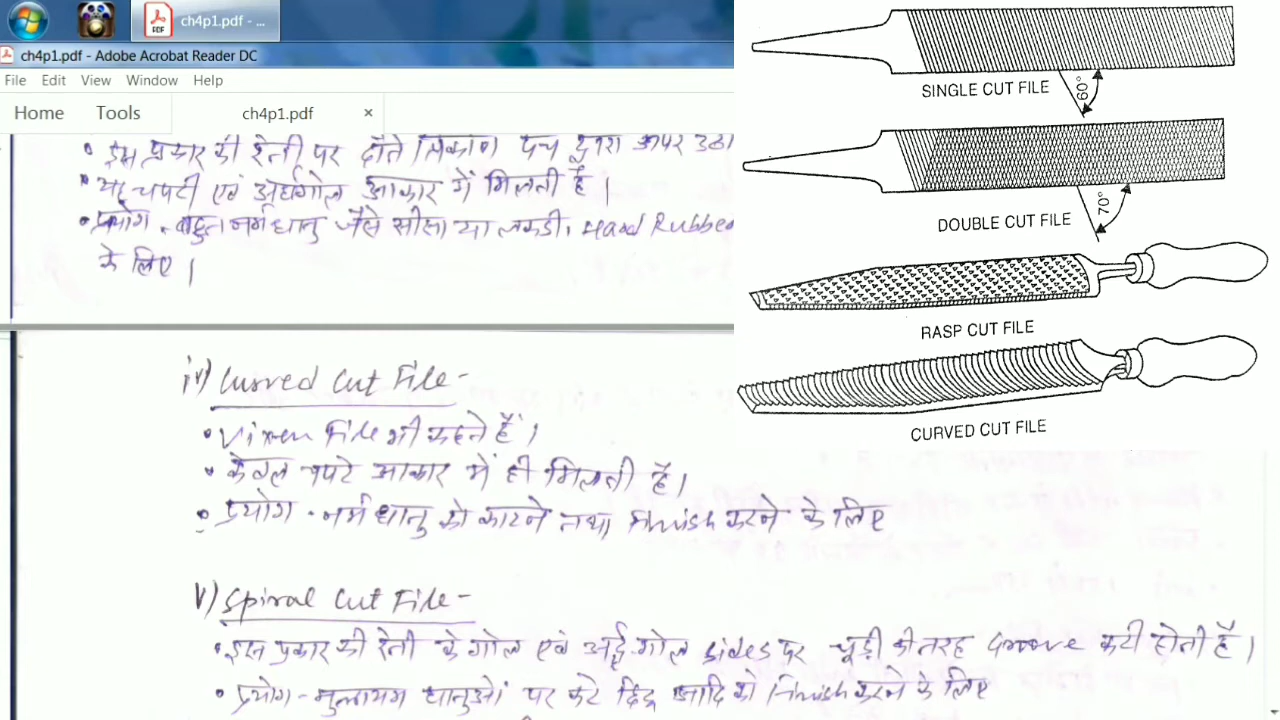 ch4p1.pdf - ...
ch4p1.pdf - Adobe Acrobat Reader DC
File Edit View Window Help
Home Tools ch4p1.pdf ×
• इस प्रकार की रेती पर दाँते त्रिकोण पंच द्वारा ऊपर उठा
• यह चपटी एवं अर्धगोल आकार में मिलती है।
• प्रयोग - बहुत नर्म धातु जैसे सीसा या लकड़ी, Hard Rubber
के लिए।
iv) Curved Cut File -
• Vixen File भी कहते हैं।
• केवल चपटे आकार में ही मिलती है।
• प्रयोग - नर्म धातु को काटने तथा Finish करने के लिए
v) Spiral Cut File -
• इस प्रकार की रेती के गोल एवं अर्द्धगोल sides पर चूड़ी की तरह Groove कटी होती है।
• प्रयोग - मुलायम धातुओं पर कटे छिद्र आदि को Finish करने के लिए
SINGLE CUT FILE 60°
DOUBLE CUT FILE 70°
RASP CUT FILE
CURVED CUT FILE